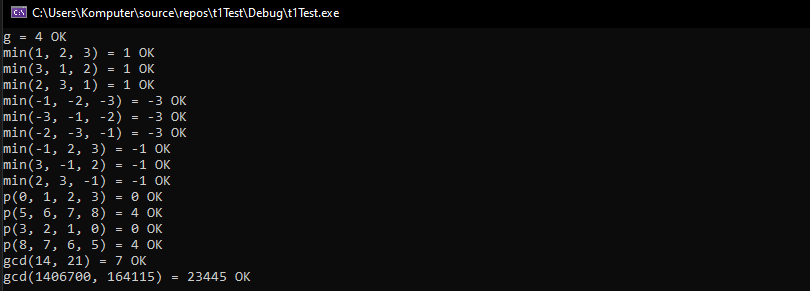 C:\Users\Komputer\source\repos\t1Test\Debug\t1Test.exe
g = 4 OK
min(1, 2, 3) = 1 OK
min(3, 1, 2) = 1 OK
min(2, 3, 1) = 1 OK
min(-1, -2, -3) = -3 OK
min(-3, -1, -2) = -3 OK
min(-2, -3, -1) = -3 OK
min(-1, 2, 3) = -1 OK
min(3, -1, 2) = -1 OK
min(2, 3, -1) = -1 OK
p(0, 1, 2, 3) = 0 OK
p(5, 6, 7, 8) = 4 OK
p(3, 2, 1, 0) = 0 OK
p(8, 7, 6, 5) = 4 OK
gcd(14, 21) = 7 OK
gcd(1406700, 164115) = 23445 OK